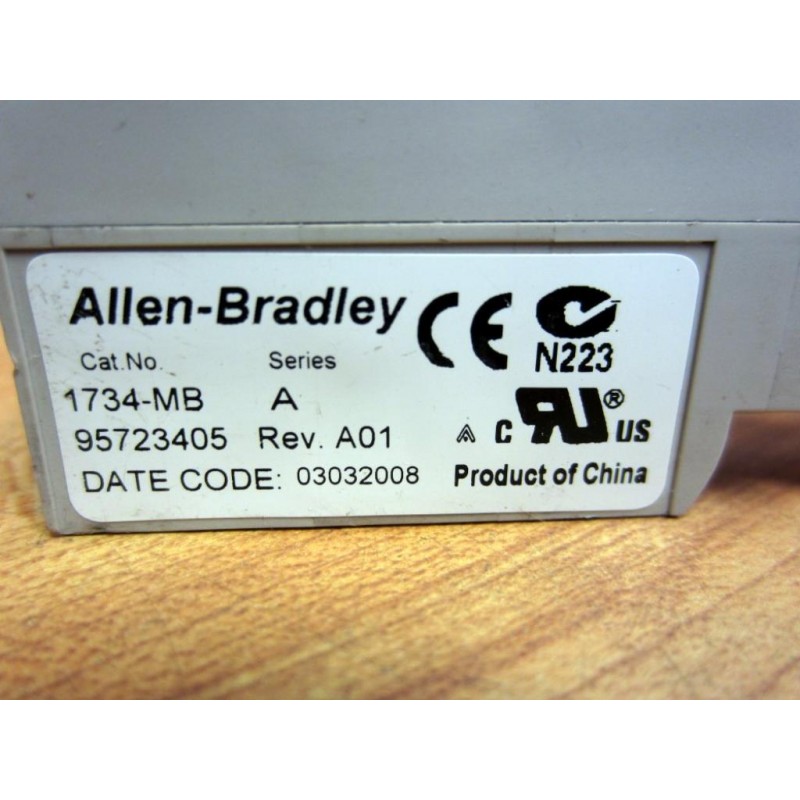 Allen-Bradley CE
N223
Cat.No. Series
1734-MB A
95723405 Rev. A01
C RU ® US
DATE CODE: 03032008
Product of China